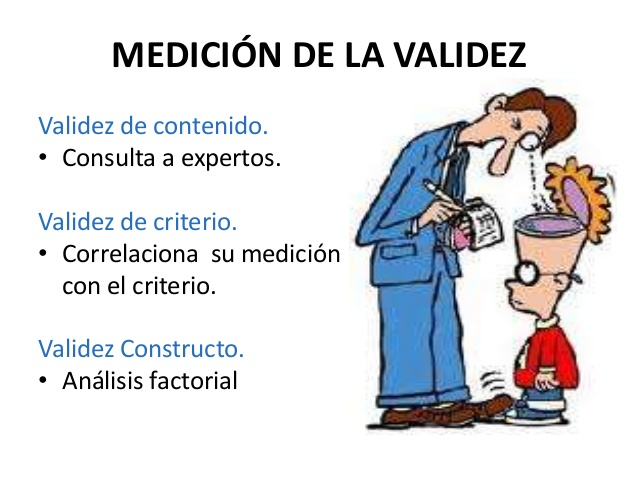 MEDICIÓN DE LA VALIDEZ
Validez de contenido.
• Consulta a expertos.
Validez de criterio.
• Correlaciona su medición
con el criterio.
Validez Constructo.
• Análisis factorial